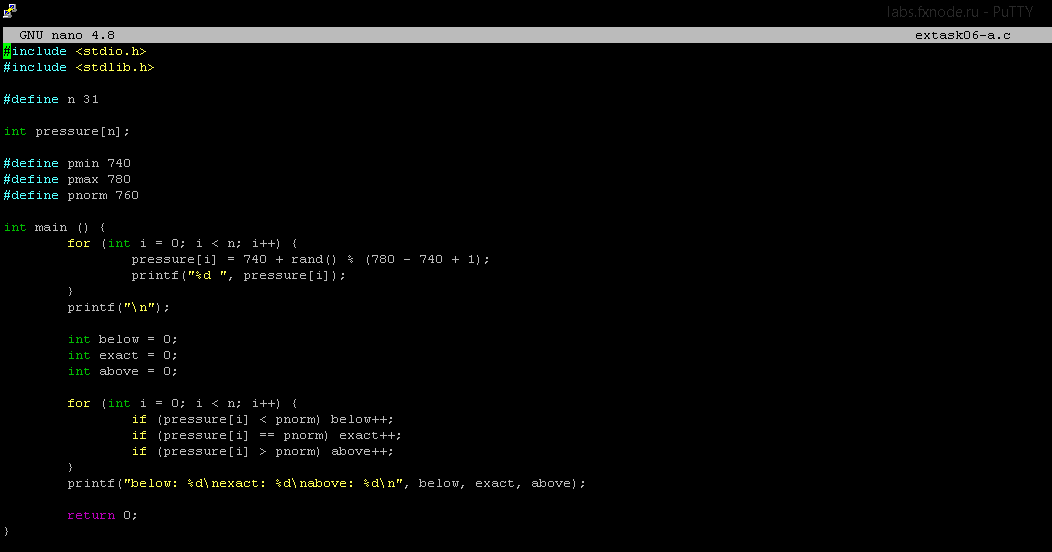 labs.fxnode.ru - PuTTY
GNU nano 4.8 extask06-a.c
#include <stdio.h>
#include <stdlib.h>
#define n 31
int pressure[n];
#define pmin 740
#define pmax 780
#define pnorm 760
int main () {
for (int i = 0; i < n; i++) {
pressure[i] = 740 + rand() % (780 - 740 + 1);
printf("%d ", pressure[i]);
}
printf("\n");
int below = 0;
int exact = 0;
int above = 0;
for (int i = 0; i < n; i++) {
if (pressure[i] < pnorm) below++;
if (pressure[i] == pnorm) exact++;
if (pressure[i] > pnorm) above++;
}
printf("below: %d\nexact: %d\nabove: %d\n", below, exact, above);
return 0;
}